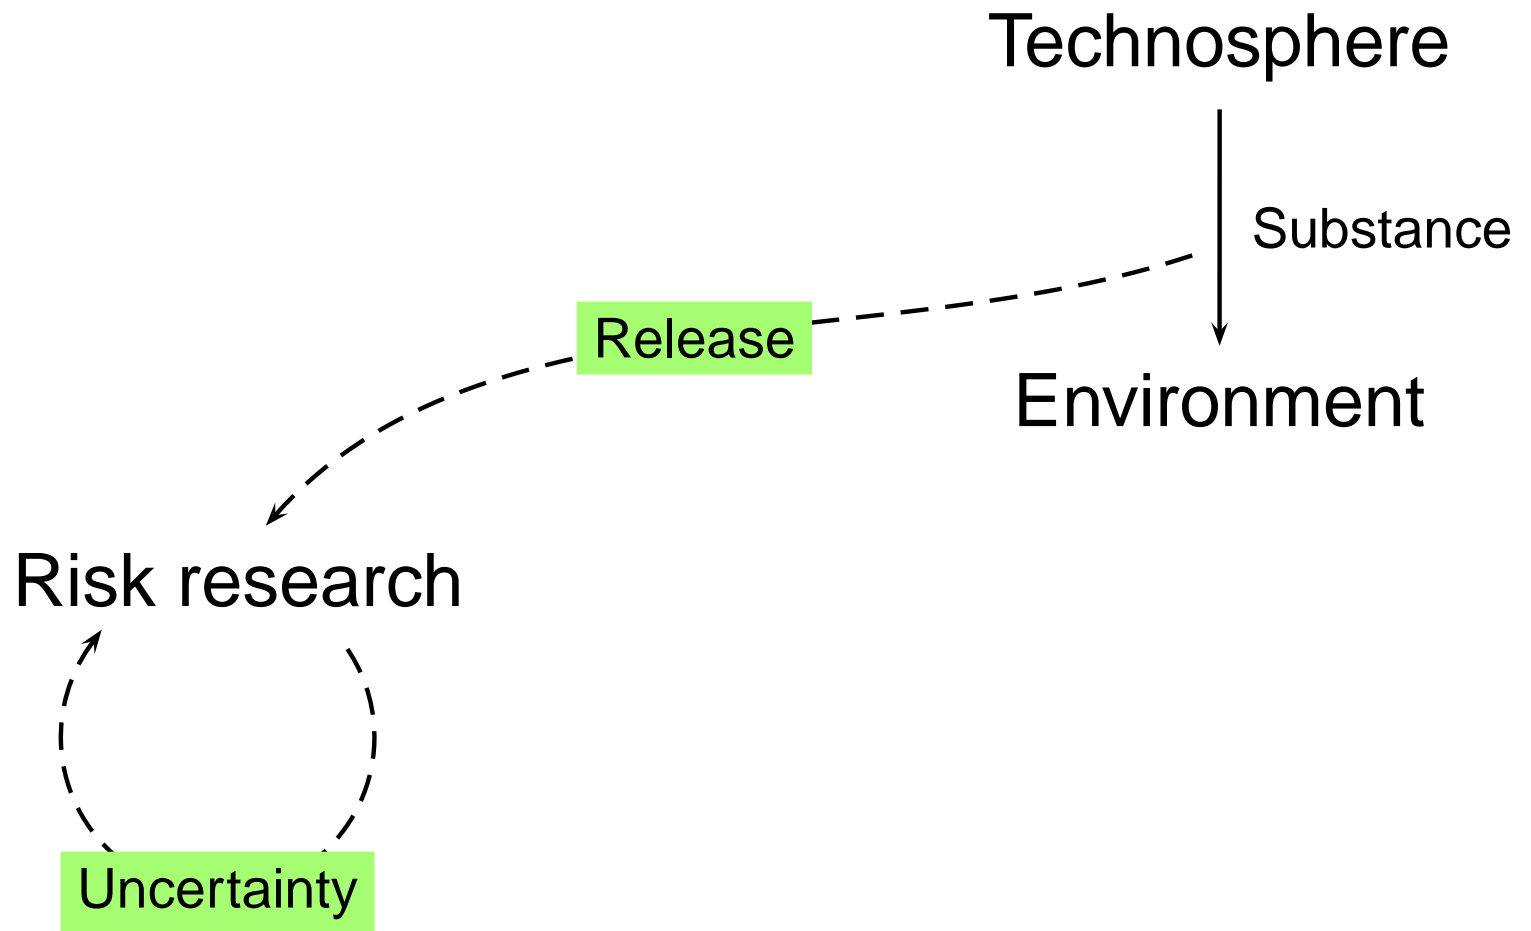 Technosphere
Substance
Release
Environment
Risk research
Uncertainty